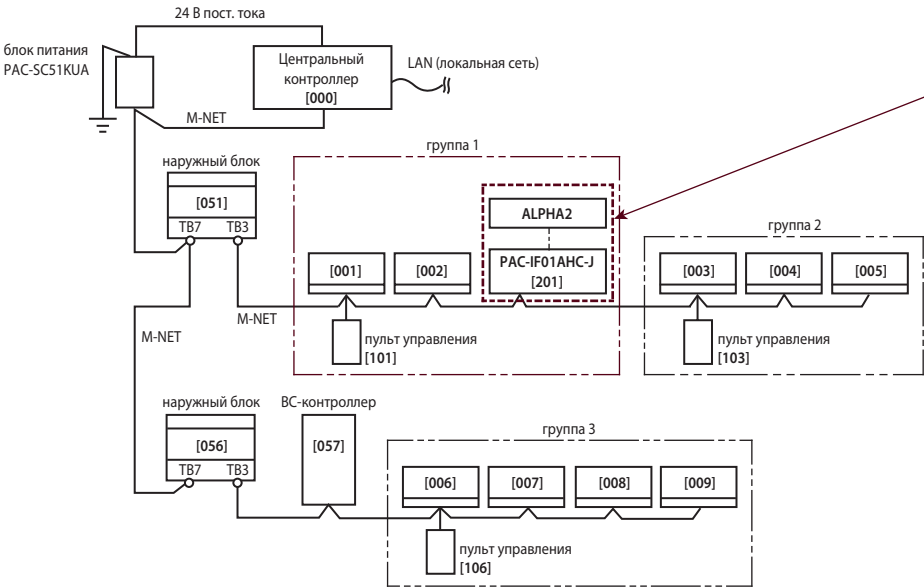 24 В пост. тока
блок питания
PAC-SC51KUA
Центральный
контроллер
[000]
LAN (локальная сеть)
M-NET
группа 1
наружный блок
[051]
TB7 TB3
ALPHA2
PAC-IF01AHC-J
[201]
[001] [002]
группа 2
[003] [004] [005]
M-NET
M-NET
пульт управления
[101]
пульт управления
[103]
наружный блок
[056]
TB7 TB3
BC-контроллер
[057]
группа 3
[006] [007] [008] [009]
пульт управления
[106]